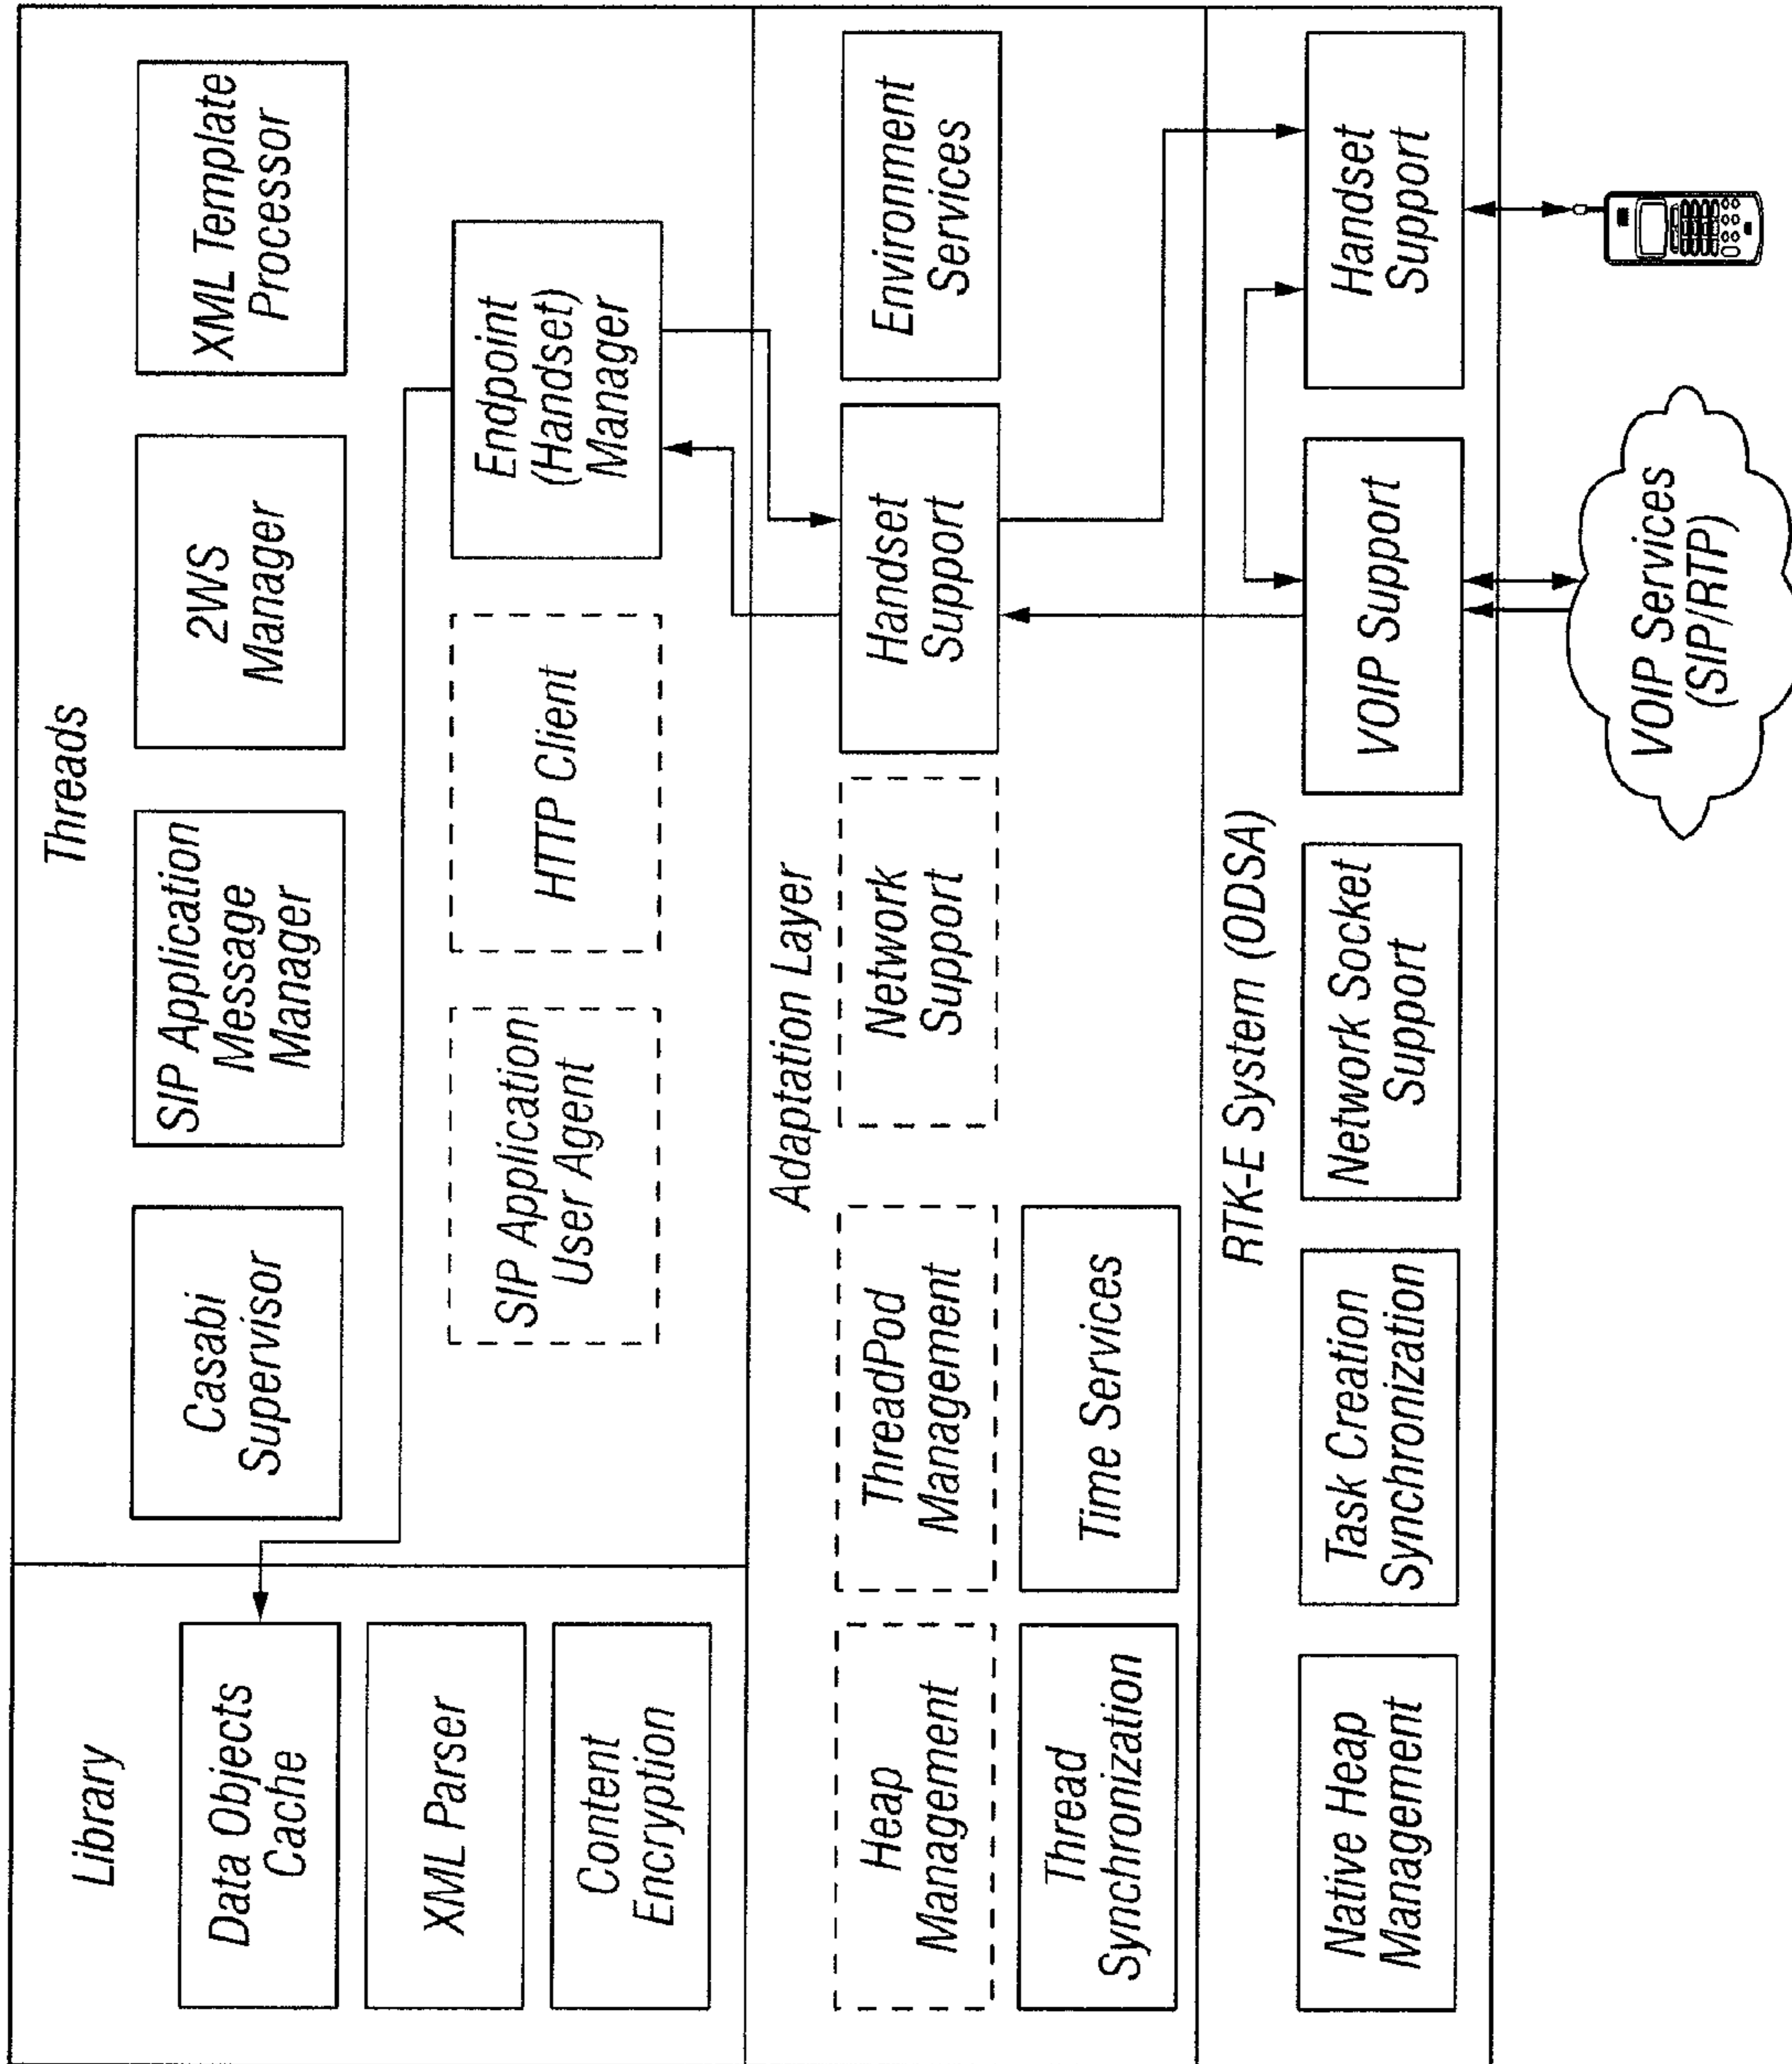 Library
Data Objects
Cache
XML Parser
Content
Encryption
Threads
Casabi
Supervisor
SIP Application
Message
Manager
2WS
Manager
XML Template
Processor
SIP Application
User Agent
HTTP Client
Endpoint
(Handset)
Manager
Adaptation Layer
Heap
Management
ThreadPod
Management
Network
Support
Handset
Support
Environment
Services
Thread
Synchronization
Time Services
RTK-E System (ODSA)
Native Heap
Management
Task Creation
Synchronization
Network Socket
Support
VOIP Support
Handset
Support
VOIP Services
(SIP/RTP)